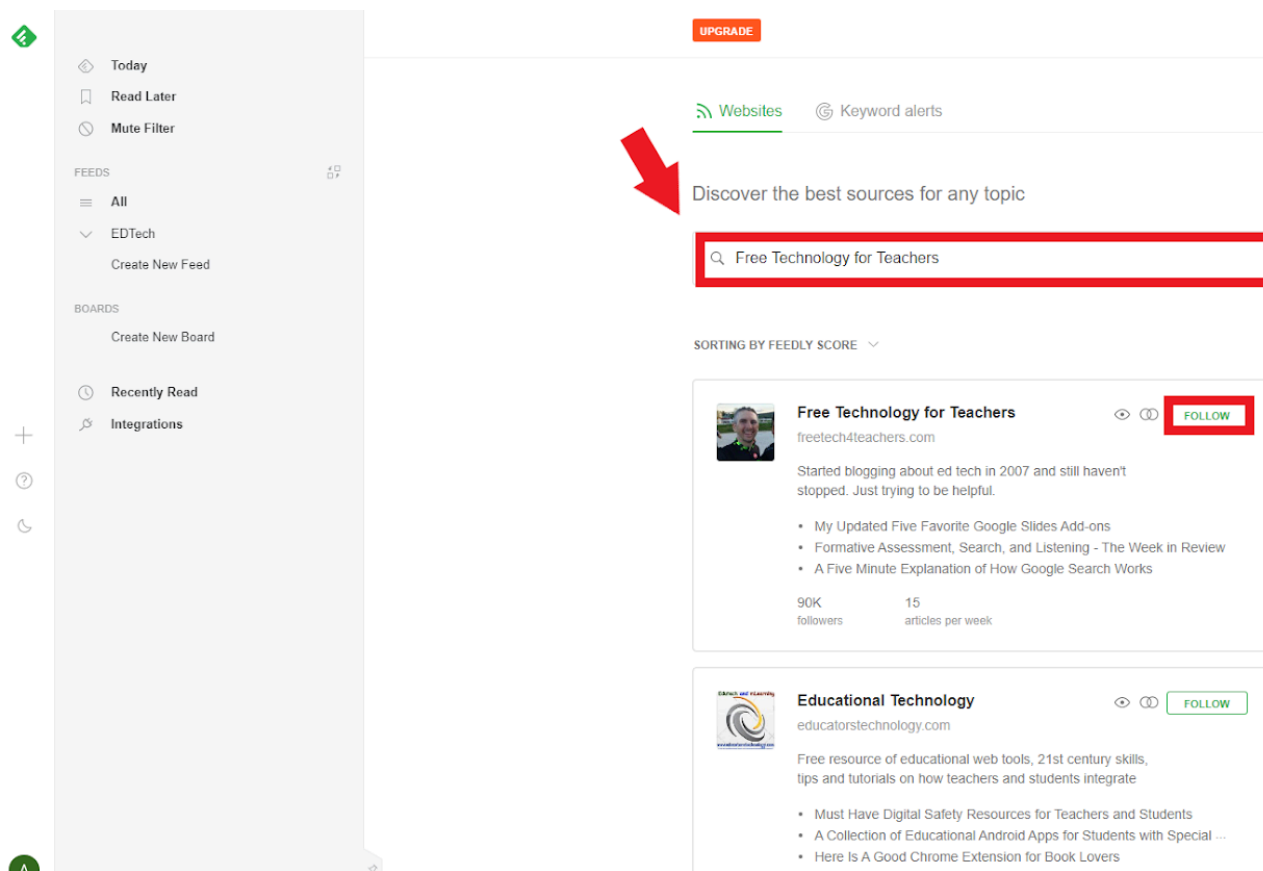 UPGRADE
Today
Read Later
Mute Filter
FEEDS
All
EDTech
Create New Feed
BOARDS
Create New Board
Recently Read
Integrations
A
Websites
Keyword alerts
Discover the best sources for any topic
Free Technology for Teachers
SORTING BY FEEDLY SCORE
Free Technology for Teachers
FOLLOW
freetech4teachers.com
Started blogging about ed tech in 2007 and still haven't
stopped. Just trying to be helpful.
• My Updated Five Favorite Google Slides Add-ons
• Formative Assessment, Search, and Listening - The Week in Review
• A Five Minute Explanation of How Google Search Works
90K 15
followers articles per week
Educational Technology
FOLLOW
educatorstechnology.com
Free resource of educational web tools, 21st century skills,
tips and tutorials on how teachers and students integrate
• Must Have Digital Safety Resources for Teachers and Students
• A Collection of Educational Android Apps for Students with Special ...
• Here Is A Good Chrome Extension for Book Lovers